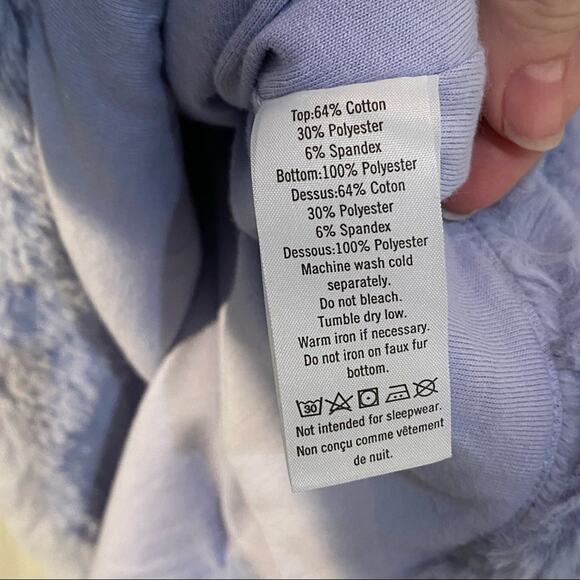 Top:64% Cotton
30% Polyester
6% Spandex
Bottom:100% Polyester
Dessus:64% Coton
30% Polyester
6% Spandex
Dessous:100% Polyester
Machine wash cold
separately.
Do not bleach.
Tumble dry low.
Warm iron if necessary.
Do not iron on faux fur
bottom.
30
Not intended for sleepwear.
Non conçu comme vêtement
de nuit.